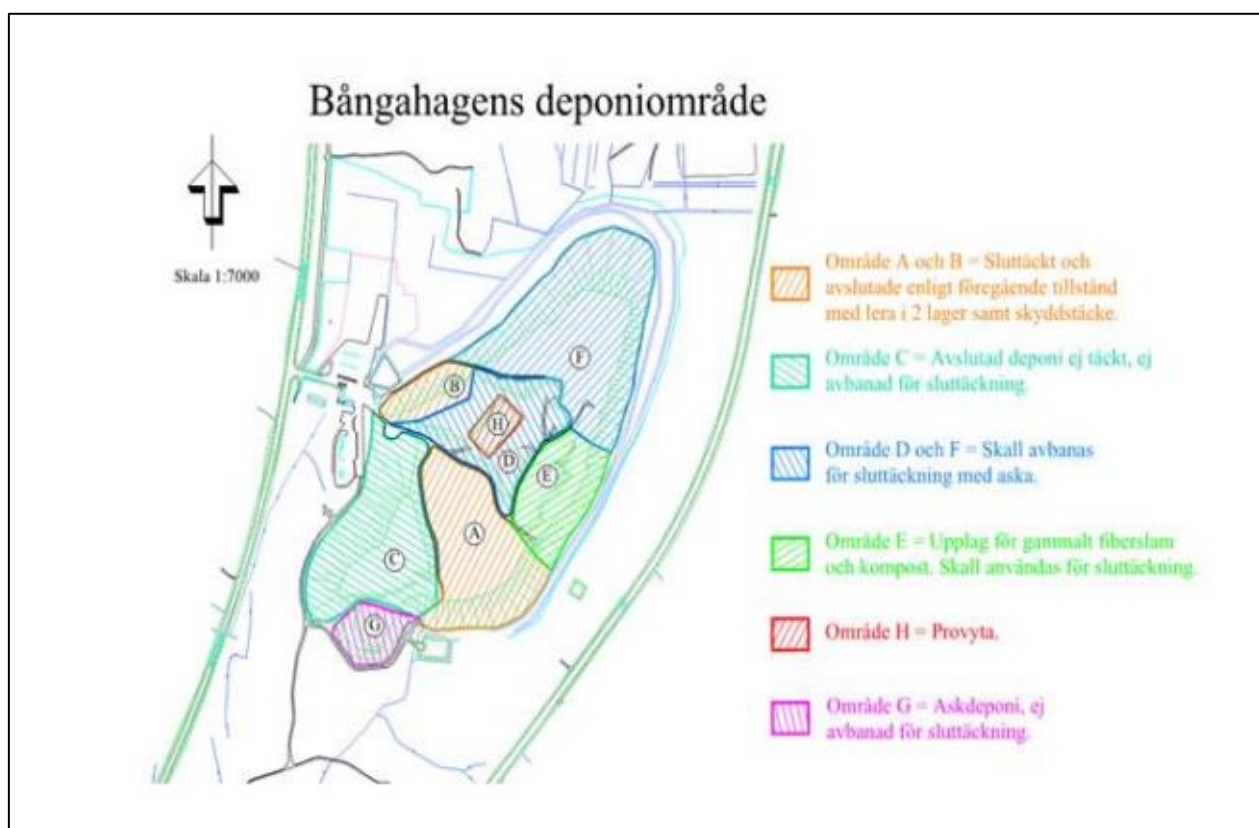 Bångahagens deponiområde
Skala 1:7000
Område A och B = Sluttäckt och
avslutade enligt föregående tillstånd
med lera i 2 lager samt skyddstäcke.
Område C = Avslutad deponi ej täckt, ej
avbanad för sluttäckning.
Område D och F = Skall avbanas
för sluttäckning med aska.
Område E = Upplag för gammalt fiberslam
och kompost. Skall användas för sluttäckning.
Område H = Provyta.
Område G = Askdeponi, ej
avbanad för sluttäckning.
F
B
H
D
E
A
C
G